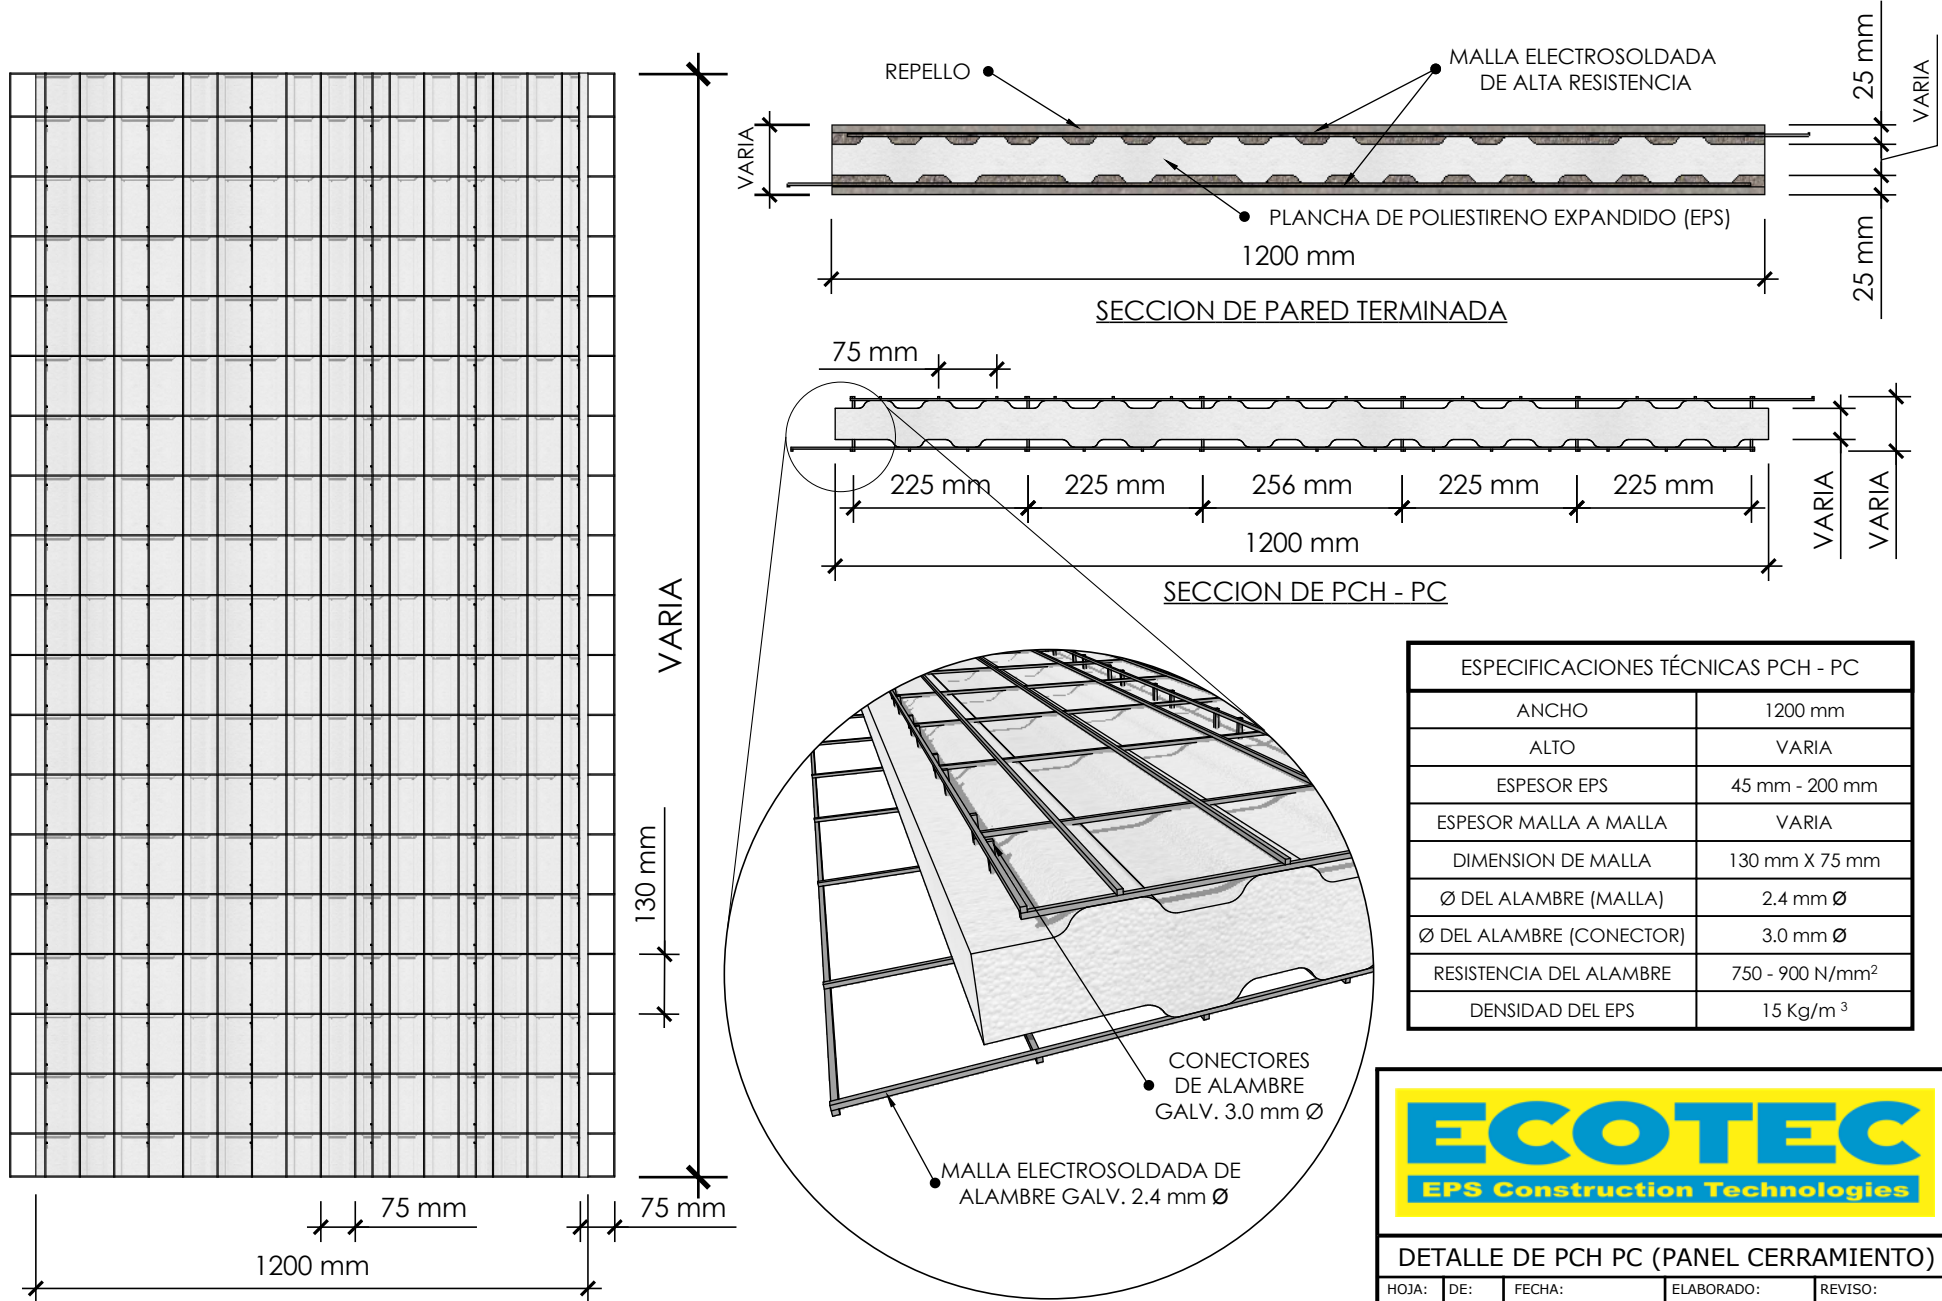 REPELLO
MALLA ELECTROSOLDADA
DE ALTA RESISTENCIA
25 mm
VARIA
VARIA
PLANCHA DE POLIESTIRENO EXPANDIDO (EPS)
1200 mm
25 mm
SECCION DE PARED TERMINADA
75 mm
225 mm
225 mm
256 mm
225 mm
225 mm
VARIA
VARIA
1200 mm
SECCION DE PCH - PC
VARIA
130 mm
75 mm
75 mm
1200 mm
CONECTORES
DE ALAMBRE
GALV. 3.0 mm Ø
MALLA ELECTROSOLDADA DE
ALAMBRE GALV. 2.4 mm Ø
ESPECIFICACIONES TÉCNICAS PCH - PC
ANCHO 1200 mm
ALTO VARIA
ESPESOR EPS 45 mm - 200 mm
ESPESOR MALLA A MALLA VARIA
DIMENSION DE MALLA 130 mm X 75 mm
Ø DEL ALAMBRE (MALLA) 2.4 mm Ø
Ø DEL ALAMBRE (CONECTOR) 3.0 mm Ø
RESISTENCIA DEL ALAMBRE 750 - 900 N/mm²
DENSIDAD DEL EPS 15 Kg/m ³
ECOTEC
EPS Construction Technologies
DETALLE DE PCH PC (PANEL CERRAMIENTO)
HOJA: DE: FECHA: ELABORADO: REVISO: